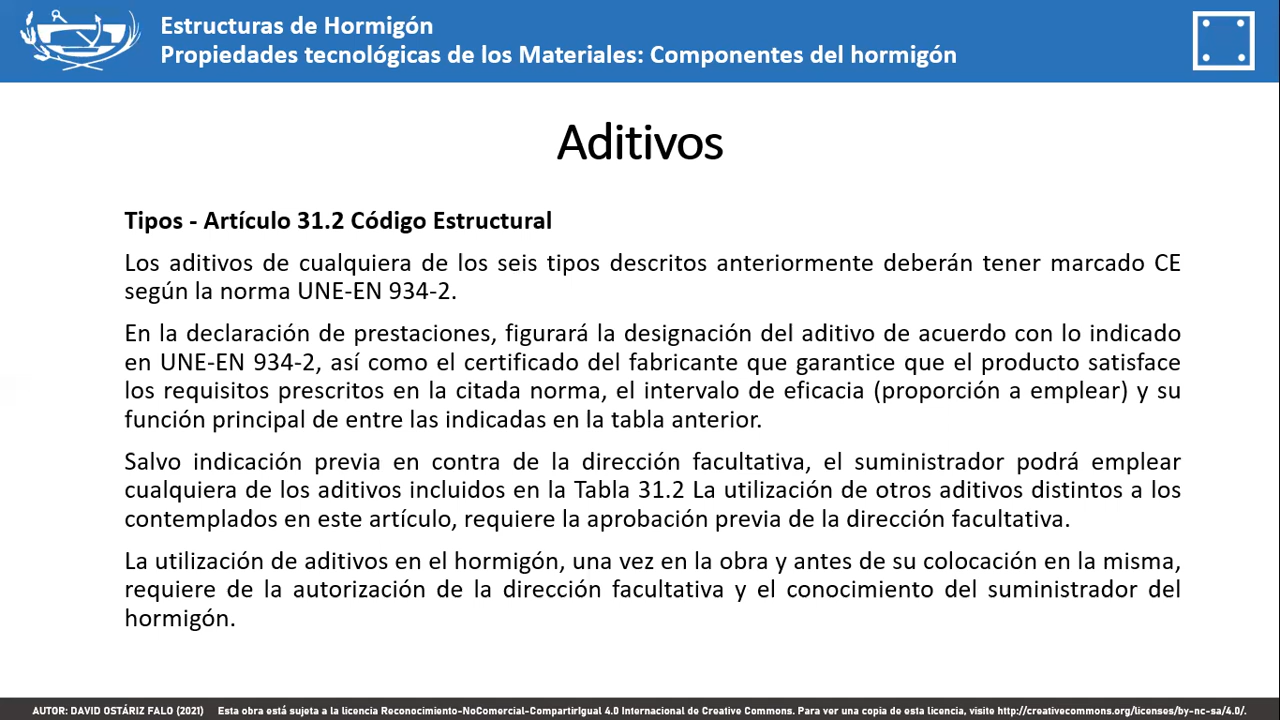 Estructuras de Hormigón
Propiedades tecnológicas de los Materiales: Componentes del hormigón
Aditivos
Tipos - Artículo 31.2 Código Estructural
Los aditivos de cualquiera de los seis tipos descritos anteriormente deberán tener marcado CE
según la norma UNE-EN 934-2.
En la declaración de prestaciones, figurará la designación del aditivo de acuerdo con lo indicado
en UNE-EN 934-2, así como el certificado del fabricante que garantice que el producto satisface
los requisitos prescritos en la citada norma, el intervalo de eficacia (proporción a emplear) y su
función principal de entre las indicadas en la tabla anterior.
Salvo indicación previa en contra de la dirección facultativa, el suministrador podrá emplear
cualquiera de los aditivos incluidos en la Tabla 31.2 La utilización de otros aditivos distintos a los
contemplados en este artículo, requiere la aprobación previa de la dirección facultativa.
La utilización de aditivos en el hormigón, una vez en la obra y antes de su colocación en la misma,
requiere de la autorización de la dirección facultativa y el conocimiento del suministrador del
hormigón.
AUTOR: DAVID OSTÁRIZ FALO (2021) Esta obra está sujeta a la licencia Reconocimiento-NoComercial-CompartirIgual 4.0 Internacional de Creative Commons. Para ver una copia de esta licencia, visite http://creativecommons.org/licenses/by-nc-sa/4.0/.